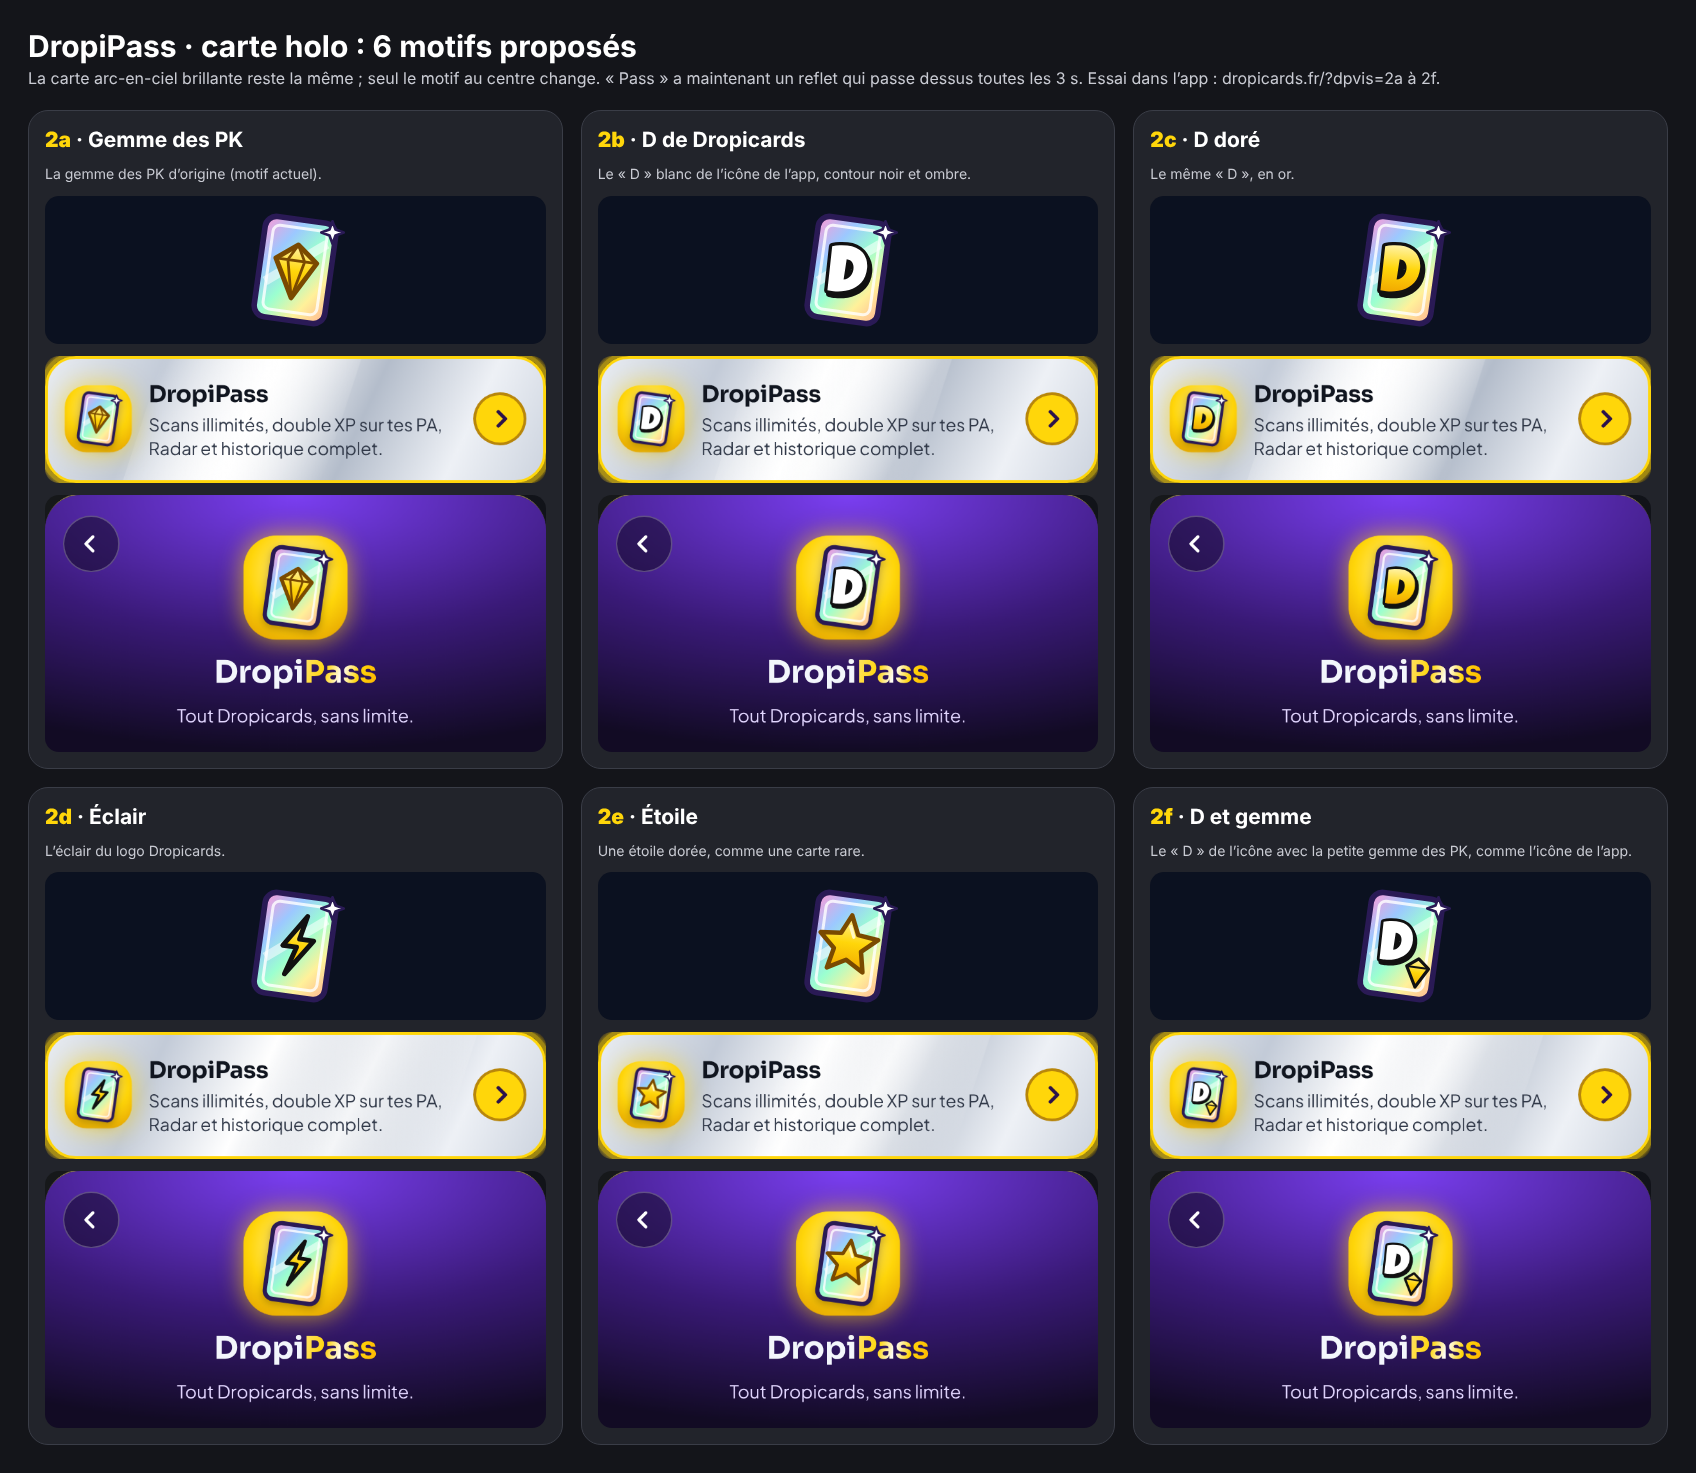 DropiPass · carte holo : 6 motifs proposés
La carte arc-en-ciel brillante reste la même ; seul le motif au centre change. « Pass » a maintenant un reflet qui passe dessus toutes les 3 s. Essai dans l'app : dropicards.fr/?dpvis=2a à 2f.
2a · Gemme des PK
La gemme des PK d'origine (motif actuel).
DropiPass
Scans illimités, double XP sur tes PA,
Radar et historique complet.
DropiPass
Tout Dropicards, sans limite.
2b · D de Dropicards
Le « D » blanc de l'icône de l'app, contour noir et ombre.
D
D
DropiPass
Scans illimités, double XP sur tes PA,
Radar et historique complet.
D
DropiPass
Tout Dropicards, sans limite.
2c · D doré
Le même « D », en or.
D
D
DropiPass
Scans illimités, double XP sur tes PA,
Radar et historique complet.
D
DropiPass
Tout Dropicards, sans limite.
2d · Éclair
L'éclair du logo Dropicards.
DropiPass
Scans illimités, double XP sur tes PA,
Radar et historique complet.
DropiPass
Tout Dropicards, sans limite.
2e · Étoile
Une étoile dorée, comme une carte rare.
DropiPass
Scans illimités, double XP sur tes PA,
Radar et historique complet.
DropiPass
Tout Dropicards, sans limite.
2f · D et gemme
Le « D » de l'icône avec la petite gemme des PK, comme l'icône de l'app.
D
D
DropiPass
Scans illimités, double XP sur tes PA,
Radar et historique complet.
D
DropiPass
Tout Dropicards, sans limite.